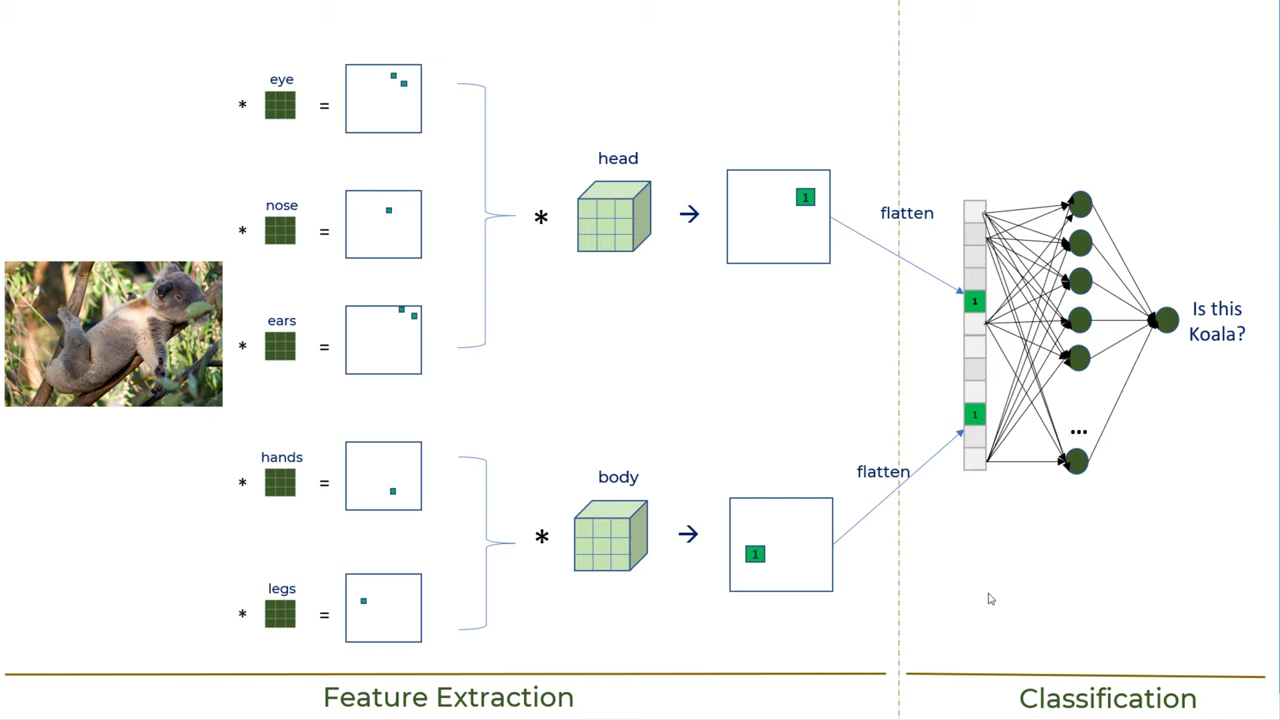 eye
* =
nose
* =
ears
* =
head
* →
1
flatten
hands
* =
legs
* =
body
* →
1
flatten
1
1
...
Is this
Koala?
Feature Extraction
Classification